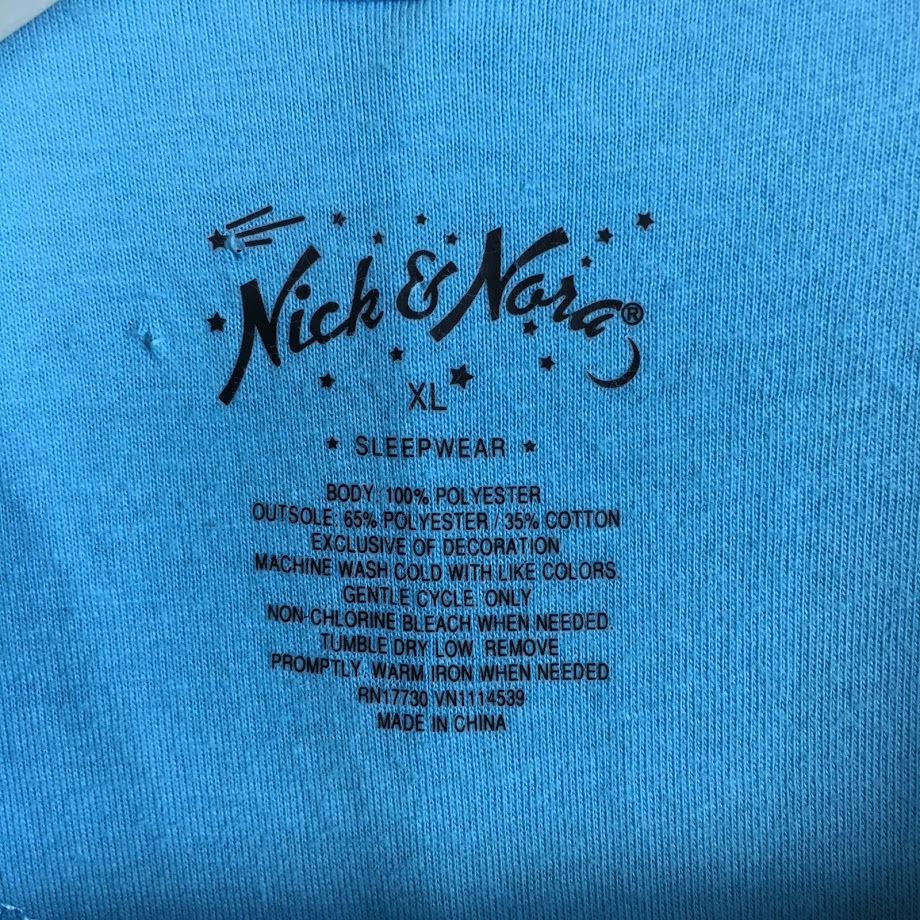 Nick & Nora®
XL
★ SLEEPWEAR ★
BODY: 100% POLYESTER
OUTSOLE: 65% POLYESTER / 35% COTTON
EXCLUSIVE OF DECORATION
MACHINE WASH COLD WITH LIKE COLORS.
GENTLE CYCLE ONLY
NON-CHLORINE BLEACH WHEN NEEDED.
TUMBLE DRY LOW. REMOVE
PROMPTLY. WARM IRON WHEN NEEDED
RN17730 VN1114539
MADE IN CHINA